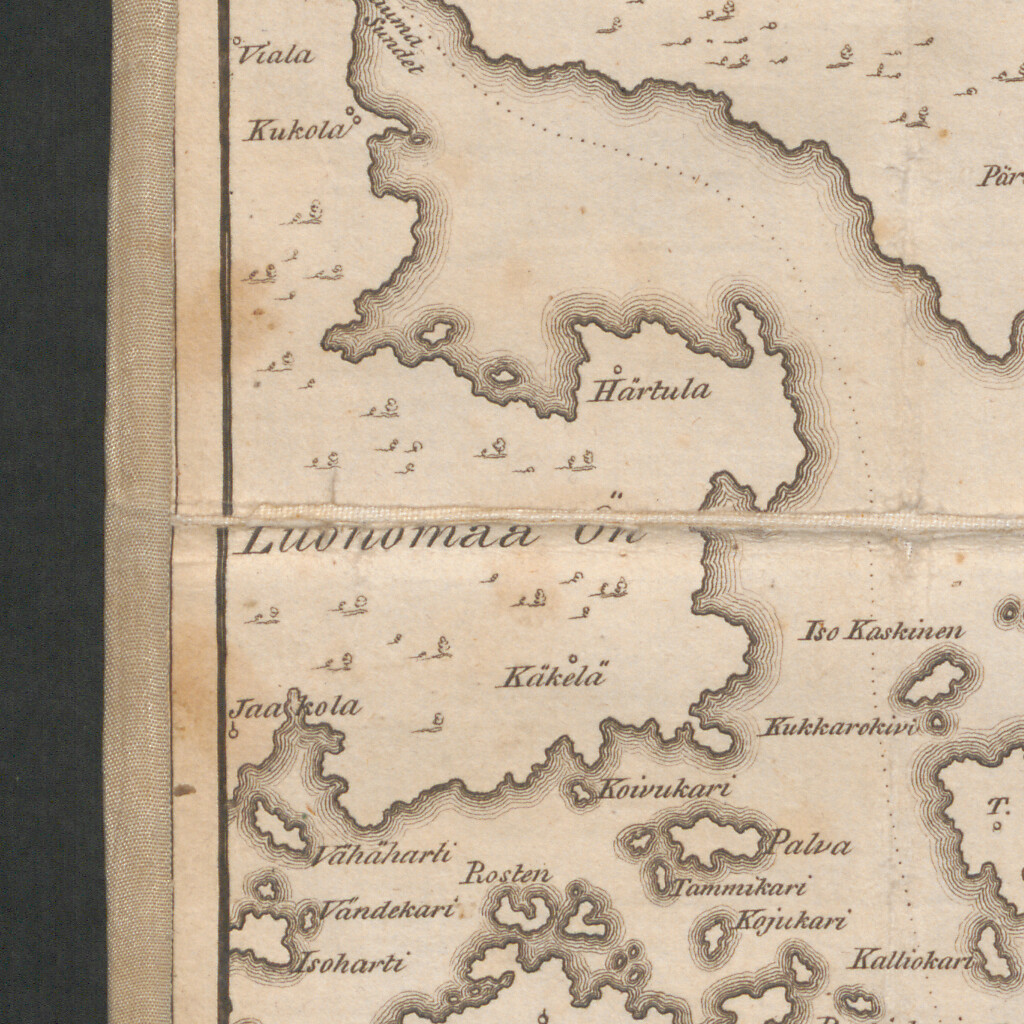 Sundet
Viala
Kukola
Härtula
Luonomaa Ön
Iso Kaskinen
Käkelä
Jaakkola
Kukkarokivi
Koivukari
T.
Palva
Vähäharti
Rosten
Tammikari
Vändekari
Kojukari
Isoharti
Kalliokari